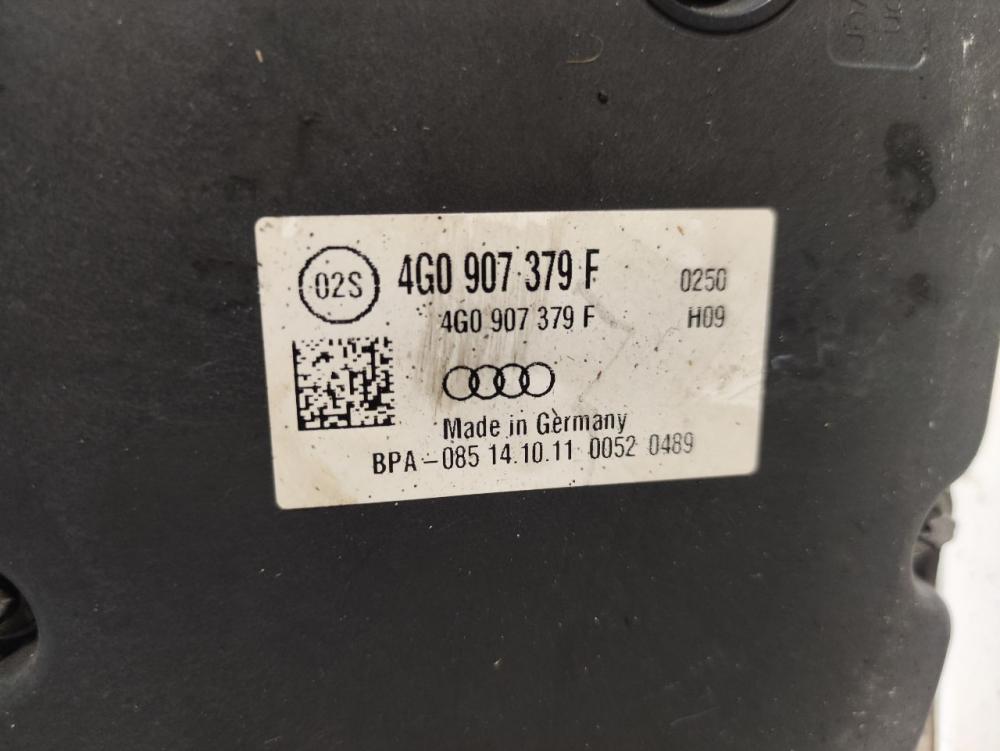 02S
4G0 907 379 F 0250
4G0 907 379 F H09
Made in Germany
BPA-085 14.10.11 0052 0489